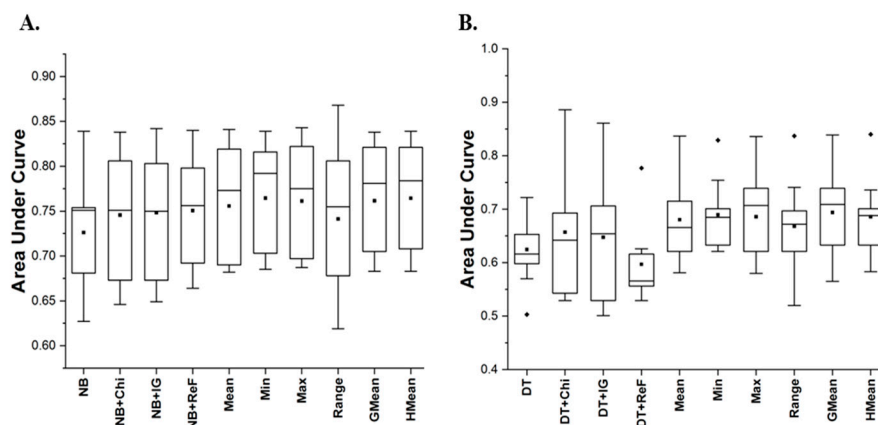 A.
Area Under Curve
0.90
0.85
0.80
0.75
0.70
0.65
0.60
NB
NB+Chi
NB+IG
NB+ReF
Mean
Min
Max
Range
GMean
HMean
B.
Area Under Curve
1.0
0.9
0.8
0.7
0.6
0.5
0.4
DT
DT+Chi
DT+IG
DT+ReF
Mean
Min
Max
Range
GMean
HMean